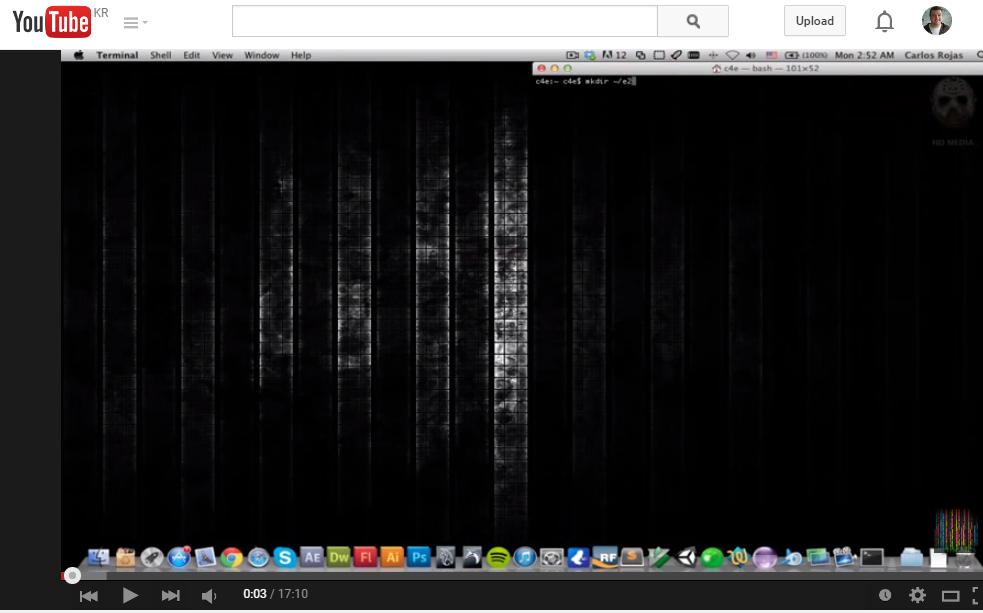 YouTube KR
Upload
Terminal Shell Edit View Window Help
12 (100%) Mon 2:52 AM Carlos Rojas
c4e — bash — 101×52
c4e:~ c4e$ mkdir ~/e2
HD MEDIA
S AE Dw Fl Ai Ps RF S
0:03 / 17:10